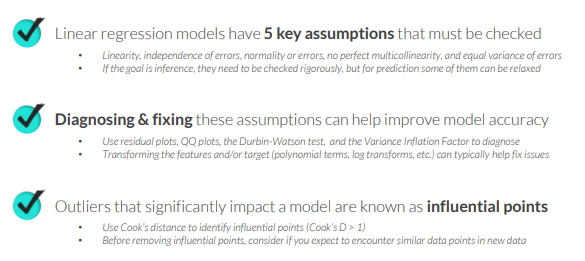 Linear regression models have 5 key assumptions that must be checked
• Linearity, independence of errors, normality or errors, no perfect multicollinearity, and equal variance of errors
• If the goal is inference, they need to be checked rigorously, but for prediction some of them can be relaxed
Diagnosing & fixing these assumptions can help improve model accuracy
• Use residual plots, QQ plots, the Durbin-Watson test, and the Variance Inflation Factor to diagnose
• Transforming the features and/or target (polynomial terms, log transforms, etc.) can typically help fix issues
Outliers that significantly impact a model are known as influential points
• Use Cook's distance to identify influential points (Cook's D > 1)
• Before removing influential points, consider if you expect to encounter similar data points in new data